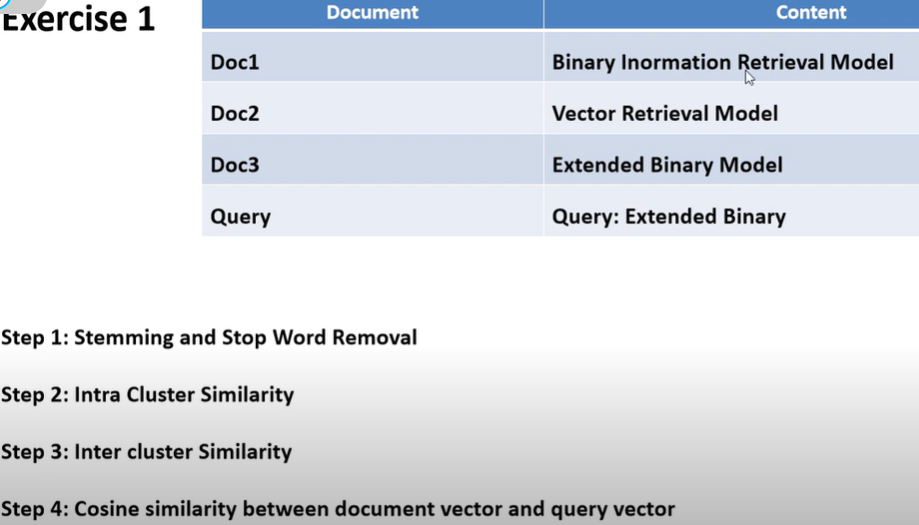 Exercise 1
Document Content
Doc1 Binary Inormation Retrieval Model
Doc2 Vector Retrieval Model
Doc3 Extended Binary Model
Query Query: Extended Binary
Step 1: Stemming and Stop Word Removal
Step 2: Intra Cluster Similarity
Step 3: Inter cluster Similarity
Step 4: Cosine similarity between document vector and query vector